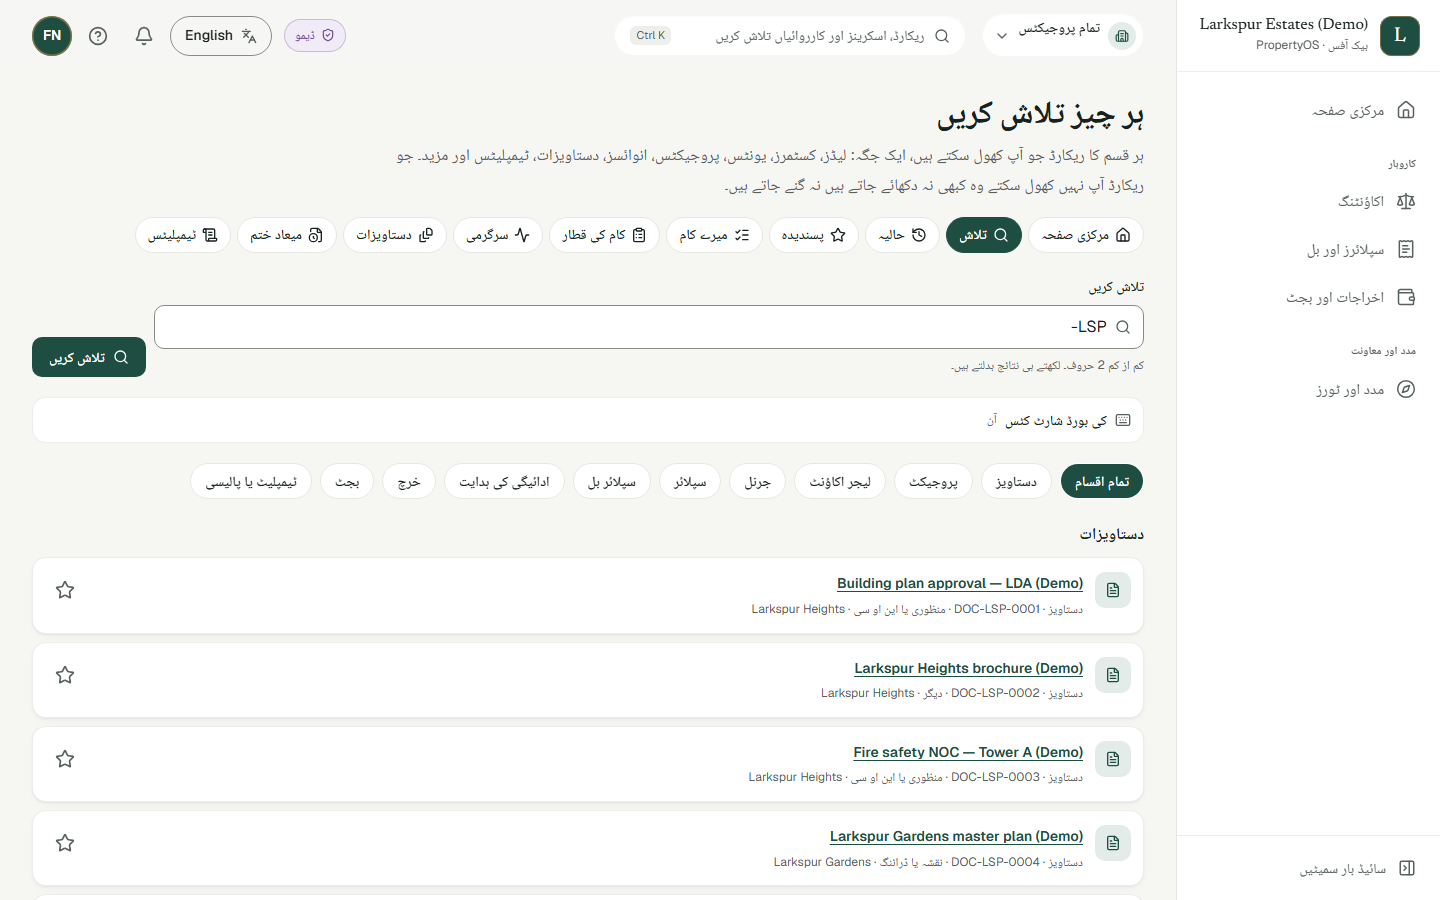 Larkspur Estates (Demo)
PropertyOS · بیک آفس
L
تمام پروجیکٹس
ریکارڈ، اسکرینز اور کارروائیاں تلاش کریں
Ctrl K
ڈیمو
English
FN
مرکزی صفحہ
کاروبار
اکاؤنٹنگ
سپلائرز اور بل
اخراجات اور بجٹ
مدد اور معاونت
مدد اور ٹورز
سائیڈ بار سمیٹیں
ہر چیز تلاش کریں
ہر قسم کا ریکارڈ جو آپ کھول سکتے ہیں، ایک جگہ: لیڈز، کسٹمرز، یونٹس، پروجیکٹس، انوائسز، دستاویزات، ٹیمپلیٹس اور مزید۔ جو
ریکارڈ آپ نہیں کھول سکتے وہ کبھی نہ دکھائے جاتے ہیں نہ گنے جاتے ہیں۔
مرکزی صفحہ
تلاش
حالیہ
پسندیدہ
میرے کام
کام کی قطار
سرگرمی
دستاویزات
میعاد ختم
ٹیمپلیٹس
تلاش کریں
-LSP
تلاش کریں
کم از کم 2 حروف۔ لکھتے ہی نتائج بدلتے ہیں۔
کی بورڈ شارٹ کٹس آن
تمام اقسام
دستاویز
پروجیکٹ
لیجر اکاؤنٹ
جرنل
سپلائر
سپلائر بل
ادائیگی کی ہدایت
خرچ
بجٹ
ٹیمپلیٹ یا پالیسی
دستاویزات
Building plan approval — LDA (Demo)
دستاویز · DOC-LSP-0001 · منظوری یا این او سی · Larkspur Heights
Larkspur Heights brochure (Demo)
دستاویز · DOC-LSP-0002 · دیگر · Larkspur Heights
Fire safety NOC — Tower A (Demo)
دستاویز · DOC-LSP-0003 · منظوری یا این او سی · Larkspur Heights
Larkspur Gardens master plan (Demo)
دستاویز · DOC-LSP-0004 · نقشہ یا ڈرائنگ · Larkspur Gardens